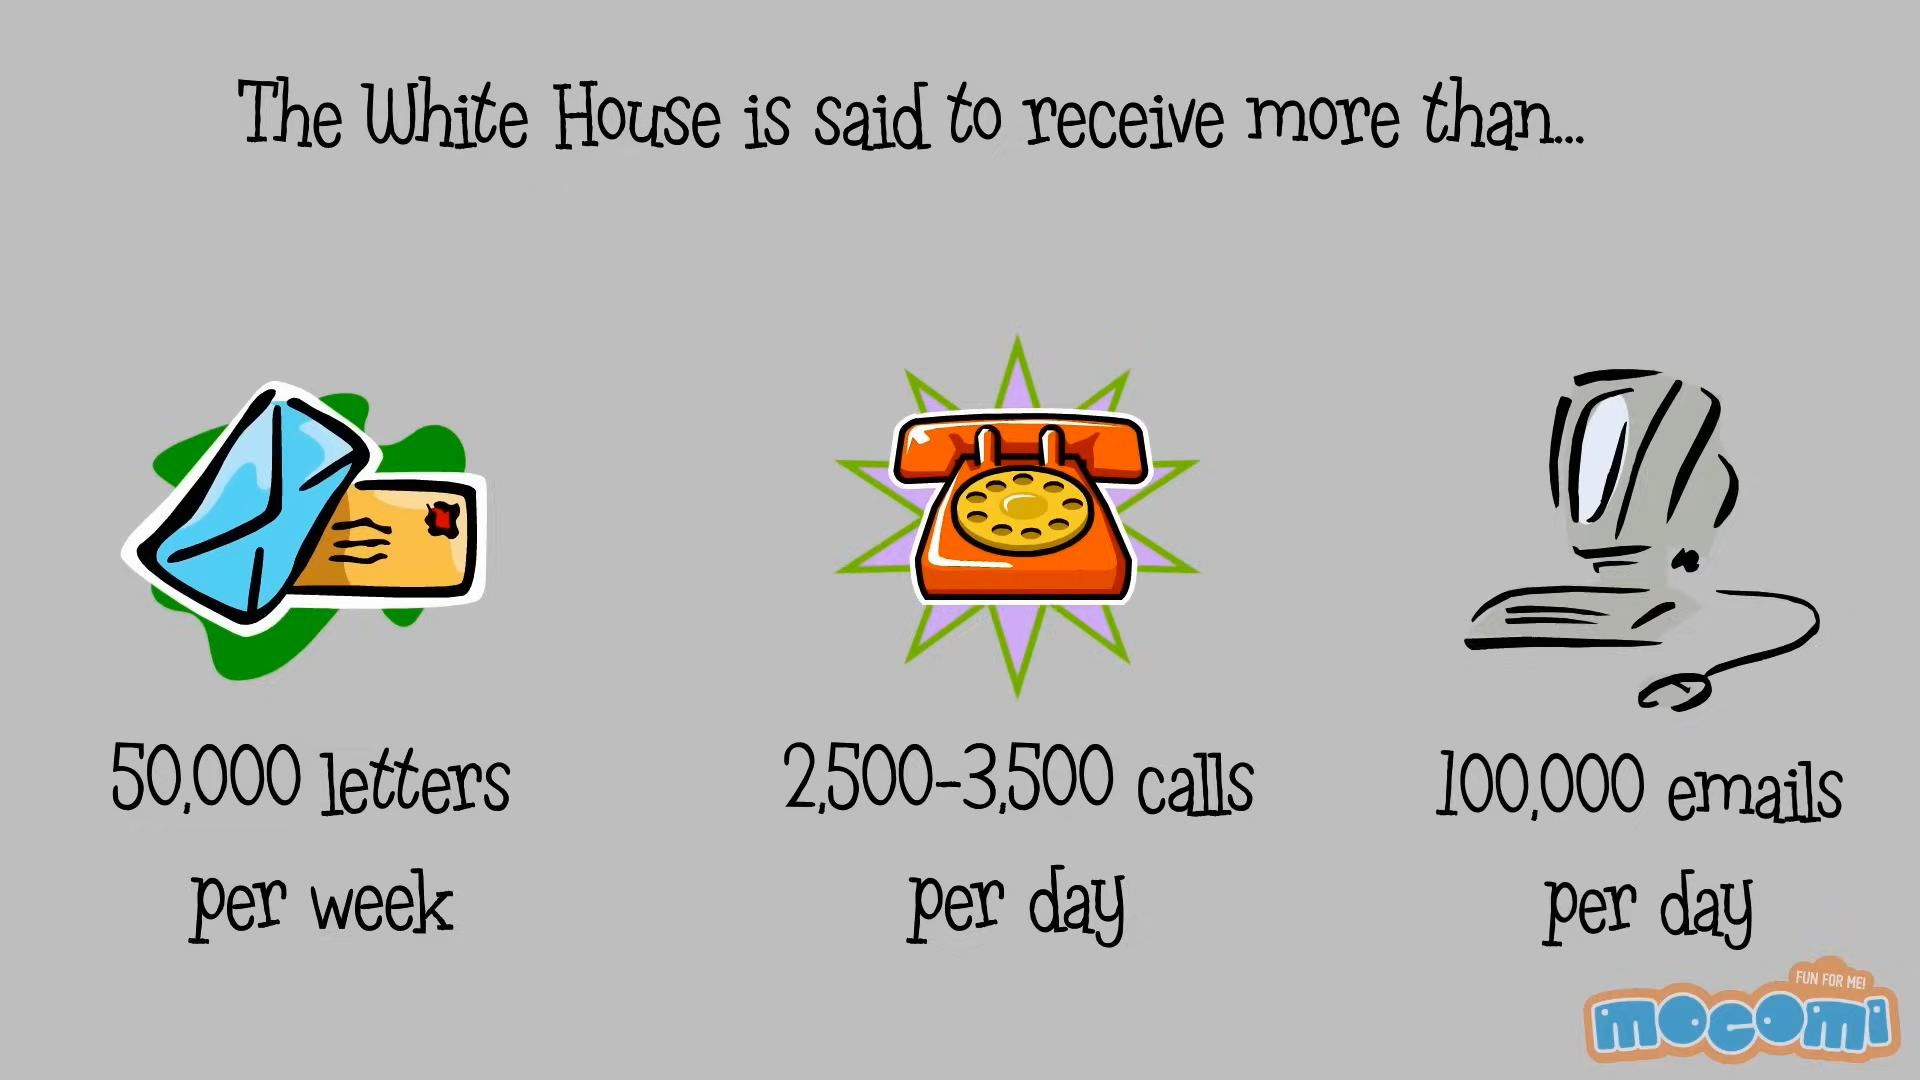 The White House is said to receive more than...
50,000 letters
per week
2,500-3,500 calls
per day
100,000 emails
per day
FUN FOR ME!
mocomi